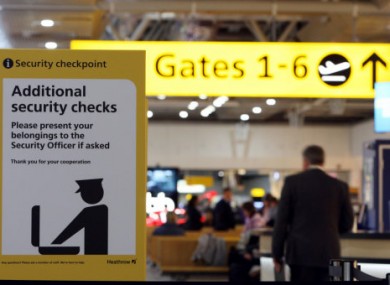 Security checkpoint
Gates 1-6
Additional
security checks
Please present your
belongings to the
Security Officer if asked
Thank you for your cooperation
Heathrow